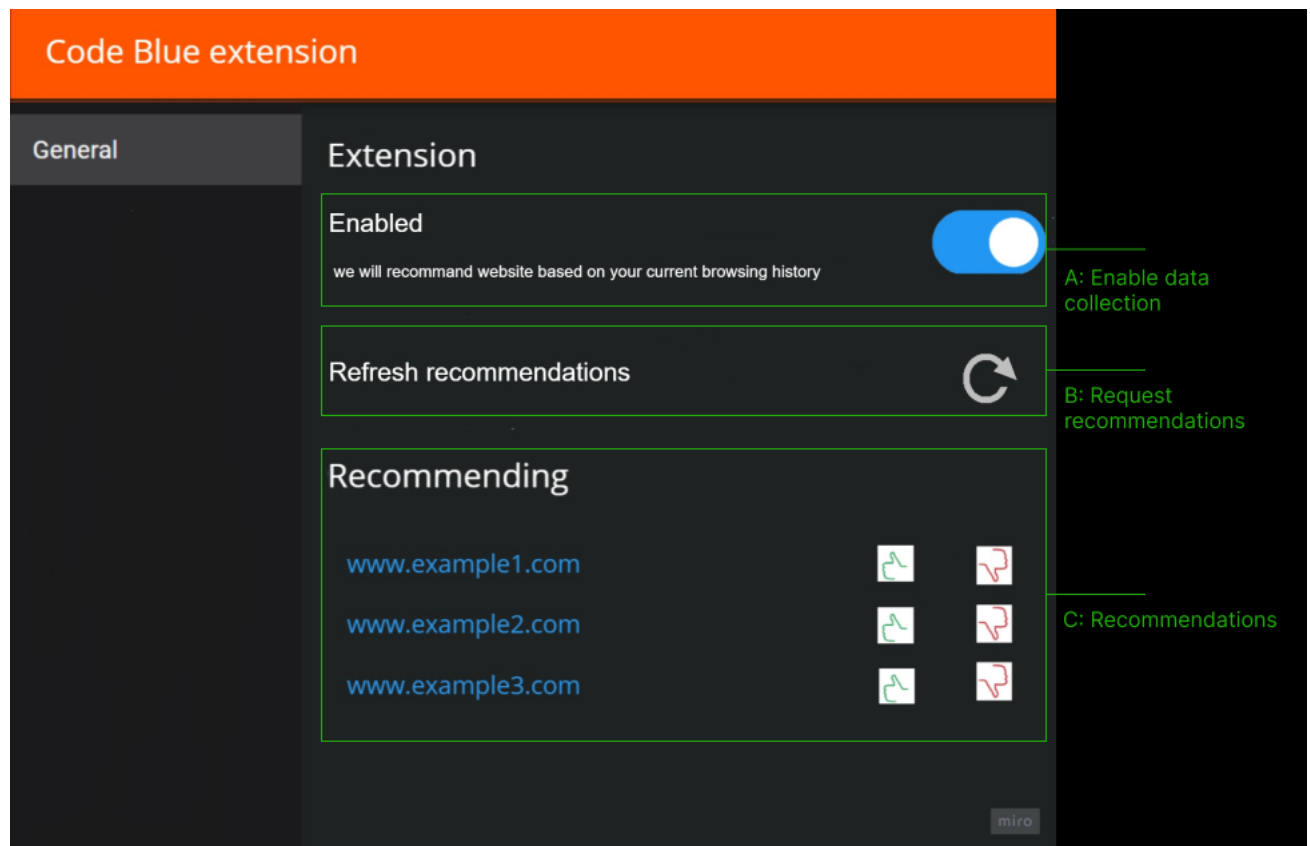 Code Blue extension
General
Extension
Enabled
we will recommand website based on your current browsing history
A: Enable data
collection
Refresh recommendations
B: Request
recommendations
Recommending
www.example1.com
www.example2.com
C: Recommendations
www.example3.com
miro